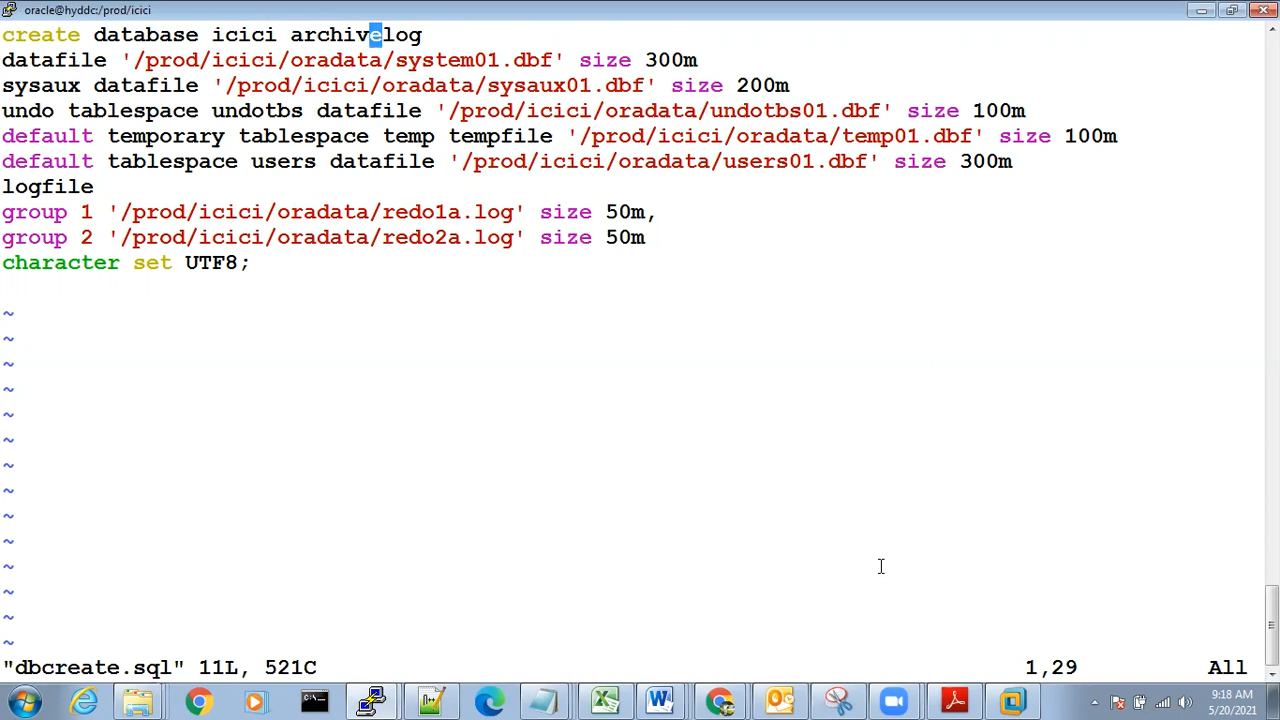 oracle@hyddc:/prod/icici
create database icici archivelog
datafile '/prod/icici/oradata/system01.dbf' size 300m
sysaux datafile '/prod/icici/oradata/sysaux01.dbf' size 200m
undo tablespace undotbs datafile '/prod/icici/oradata/undotbs01.dbf' size 100m
default temporary tablespace temp tempfile '/prod/icici/oradata/temp01.dbf' size 100m
default tablespace users datafile '/prod/icici/oradata/users01.dbf' size 300m
logfile
group 1 '/prod/icici/oradata/redo1a.log' size 50m,
group 2 '/prod/icici/oradata/redo2a.log' size 50m
character set UTF8;
~
~
~
~
~
~
~
~
~
~
~
~
~
~
"dbcreate.sql" 11L, 521C 1,29 All
9:18 AM
5/20/2021